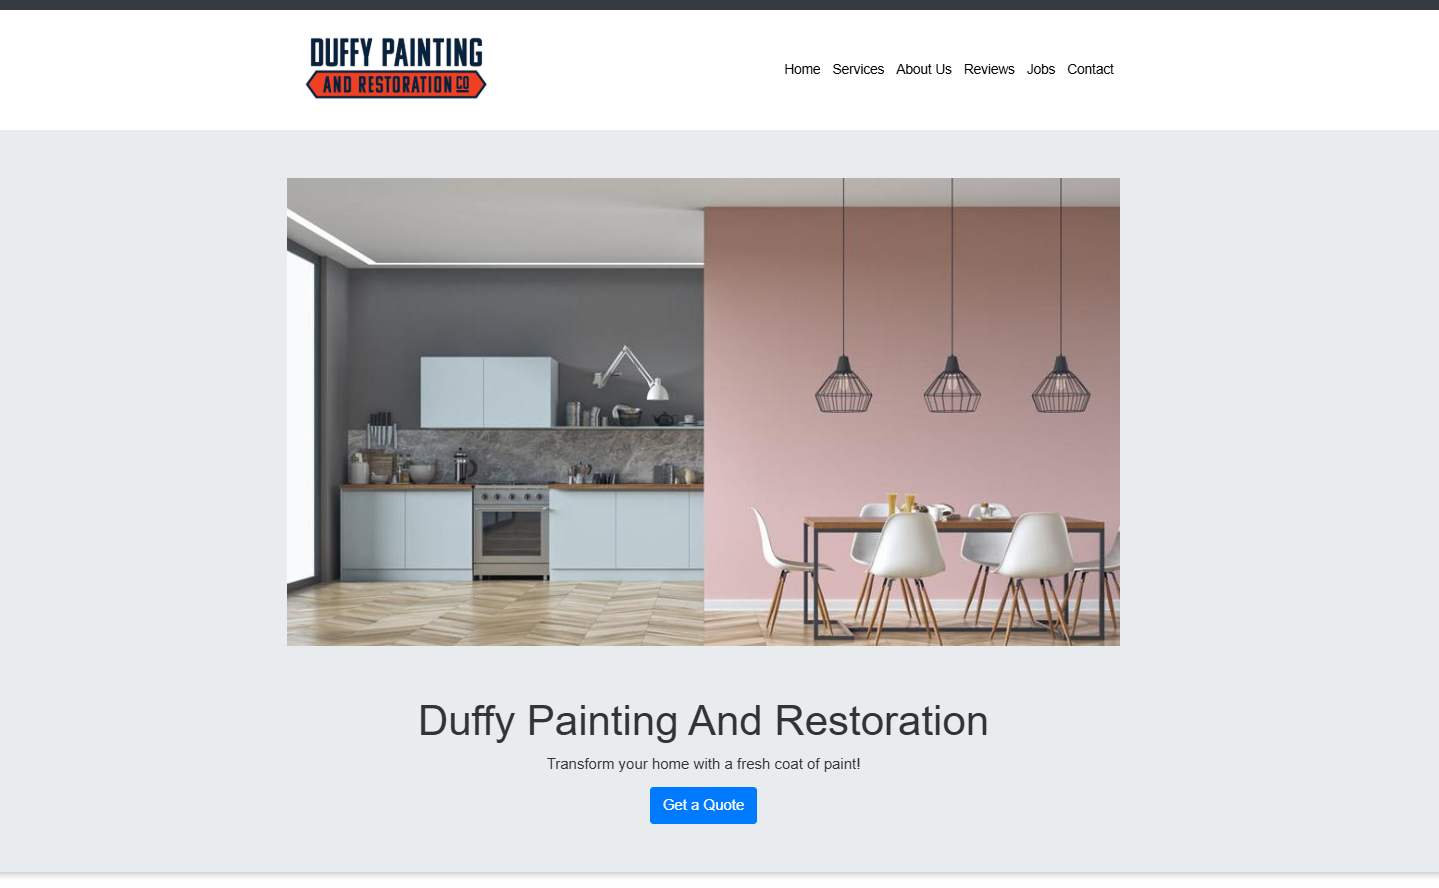 DUFFY PAINTING
AND RESTORATION CO
Home Services About Us Reviews Jobs Contact
Duffy Painting And Restoration
Transform your home with a fresh coat of paint!
Get a Quote